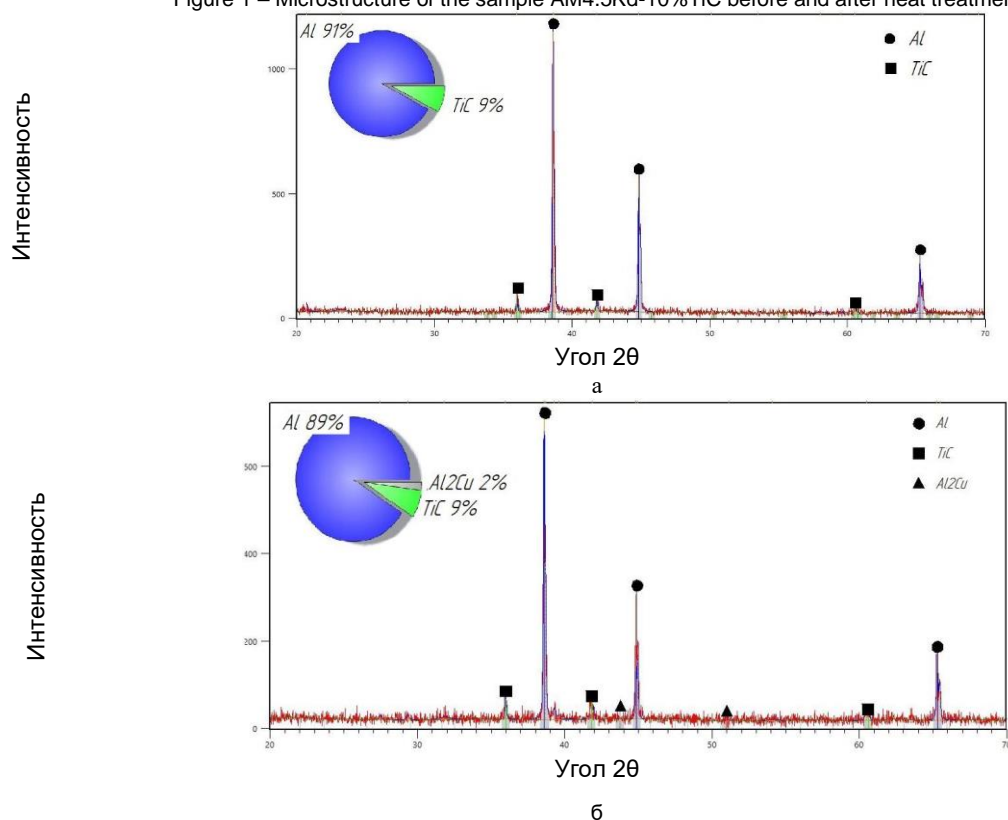 Figure 1 – Microstructure of the sample AM4.5Kd-10%TiC before and after heat
Al 91%
TiC 9%
Al
TiC
Интенсивность
1000
500
0
20 30 40 50 60 70
Угол 2θ
а
Al 89%
Al2Cu 2%
TiC 9%
Al
TiC
Al2Cu
Интенсивность
500
400
200
0
20 30 40 50 60 70
Угол 2θ
б